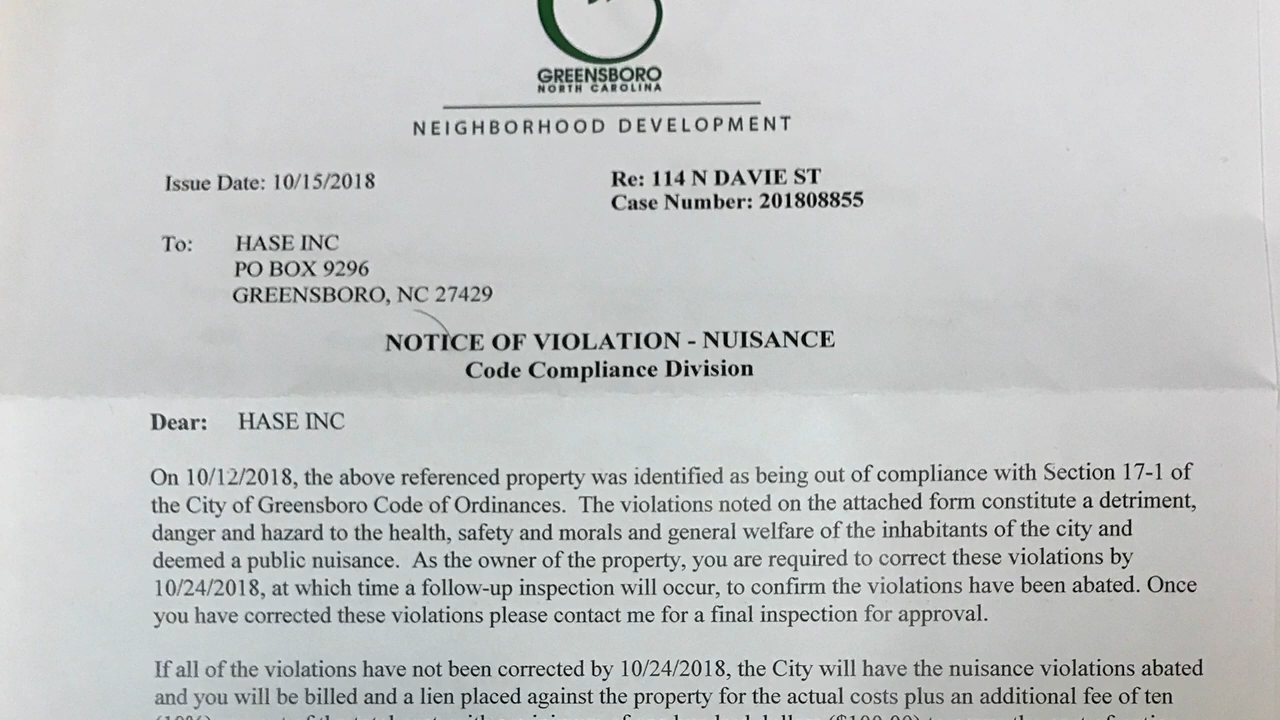 GREENSBORO
NORTH CAROLINA
NEIGHBORHOOD DEVELOPMENT
Issue Date: 10/15/2018
Re: 114 N DAVIE ST
Case Number: 201808855
To: HASE INC
PO BOX 9296
GREENSBORO, NC 27429
NOTICE OF VIOLATION - NUISANCE
Code Compliance Division
Dear: HASE INC
On 10/12/2018, the above referenced property was identified as being out of compliance with Section 17-1 of
the City of Greensboro Code of Ordinances. The violations noted on the attached form constitute a detriment,
danger and hazard to the health, safety and morals and general welfare of the inhabitants of the city and
deemed a public nuisance. As the owner of the property, you are required to correct these violations by
10/24/2018, at which time a follow-up inspection will occur, to confirm the violations have been abated. Once
you have corrected these violations please contact me for a final inspection for approval.
If all of the violations have not been corrected by 10/24/2018, the City will have the nuisance violations abated
and you will be billed and a lien placed against the property for the actual costs plus an additional fee of ten